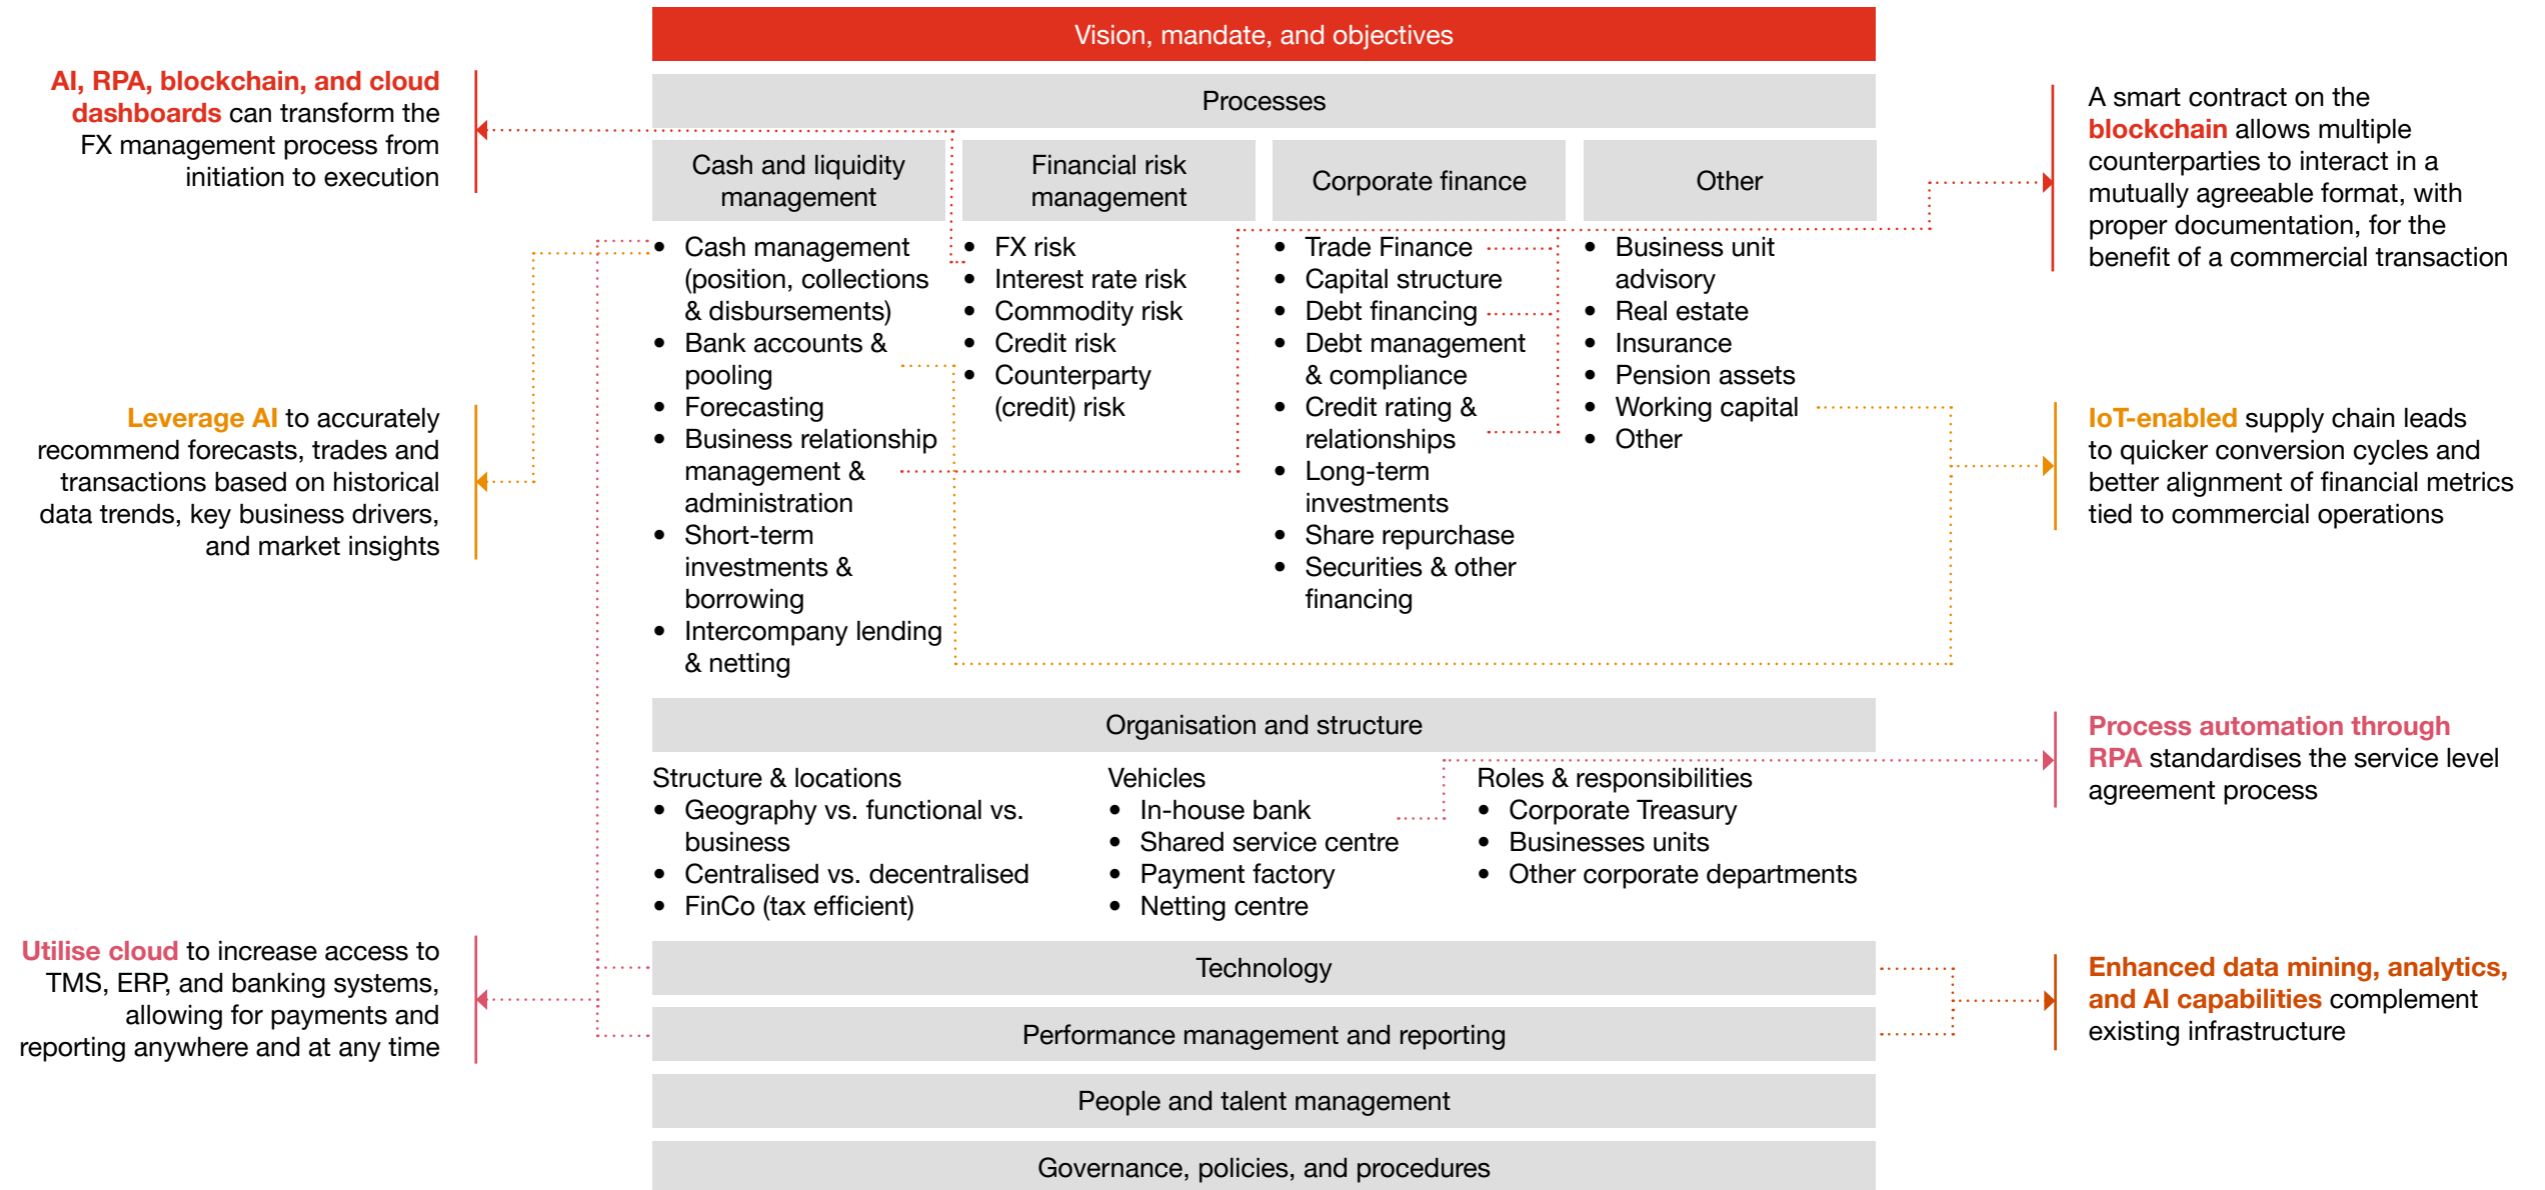 Vision, mandate, and objectives
Processes
AI, RPA, blockchain, and cloud
dashboards can transform the
FX management process from
initiation to execution
Leverage AI to accurately
recommend forecasts, trades and
transactions based on historical
data trends, key business drivers,
and market insights
Utilise cloud to increase access to
TMS, ERP, and banking systems,
allowing for payments and
reporting anywhere and at any time
Cash and liquidity
management
• Cash management
(position, collections
& disbursements)
• Bank accounts &
pooling
• Forecasting
• Business relationship
management &
administration
• Short-term
investments &
borrowing
• Intercompany lending
& netting
Financial risk
management
• FX risk
• Interest rate risk
• Commodity risk
• Credit risk
• Counterparty
(credit) risk
Corporate finance
• Trade Finance
• Capital structure
• Debt financing
• Debt management
& compliance
• Credit rating &
relationships
• Long-term
investments
• Share repurchase
• Securities & other
financing
Other
• Business unit
advisory
• Real estate
• Insurance
• Pension assets
• Working capital
• Other
Organisation and structure
Structure & locations
• Geography vs. functional vs.
business
• Centralised vs. decentralised
• FinCo (tax efficient)
Vehicles
• In-house bank
• Shared service centre
• Payment factory
• Netting centre
Roles & responsibilities
• Corporate Treasury
• Businesses units
• Other corporate departments
Technology
Performance management and reporting
People and talent management
Governance, policies, and procedures
A smart contract on the
blockchain allows multiple
counterparties to interact in a
mutually agreeable format, with
proper documentation, for the
benefit of a commercial transaction
IoT-enabled supply chain leads
to quicker conversion cycles and
better alignment of financial metrics
tied to commercial operations
Process automation through
RPA standardises the service level
agreement process
Enhanced data mining, analytics,
and AI capabilities complement
existing infrastructure